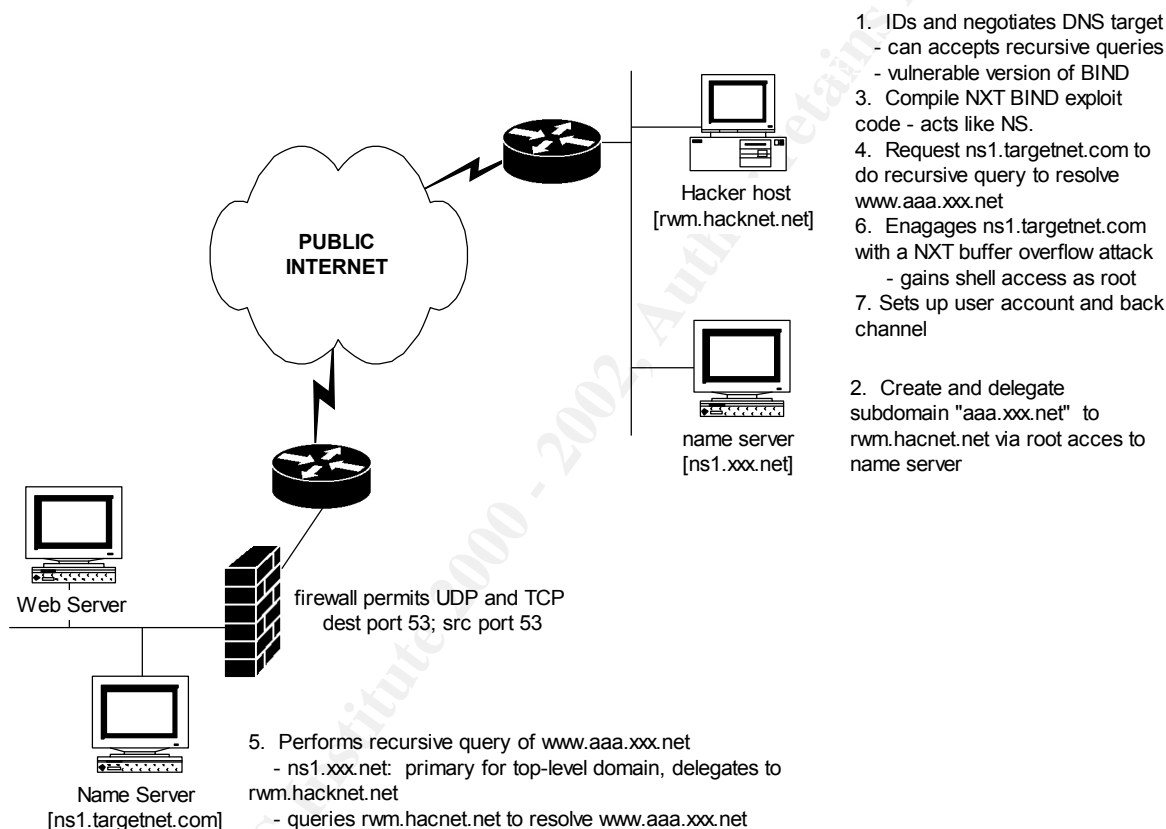 1. IDs and negotiates DNS target
- can accepts recursive queries
- vulnerable version of BIND
3. Compile NXT BIND exploit
code - acts like NS.
4. Request ns1.targetnet.com to
do recursive query to resolve
www.aaa.xxx.net
6. Enagages ns1.targetnet.com
with a NXT buffer overflow attack
- gains shell access as root
7. Sets up user account and back
channel
Hacker host
[rwm.hacknet.net]
PUBLIC
INTERNET
2. Create and delegate
subdomain "aaa.xxx.net" to
rwm.hacnet.net via root acces to
name server
name server
[ns1.xxx.net]
Web Server
firewall permits UDP and TCP
dest port 53; src port 53
Name Server
[ns1.targetnet.com]
5. Performs recursive query of www.aaa.xxx.net
- ns1.xxx.net: primary for top-level domain, delegates to
rwm.hacknet.net
- queries rwm.hacnet.net to resolve www.aaa.xxx.net
Institute 2000 - 2002, Auth retains